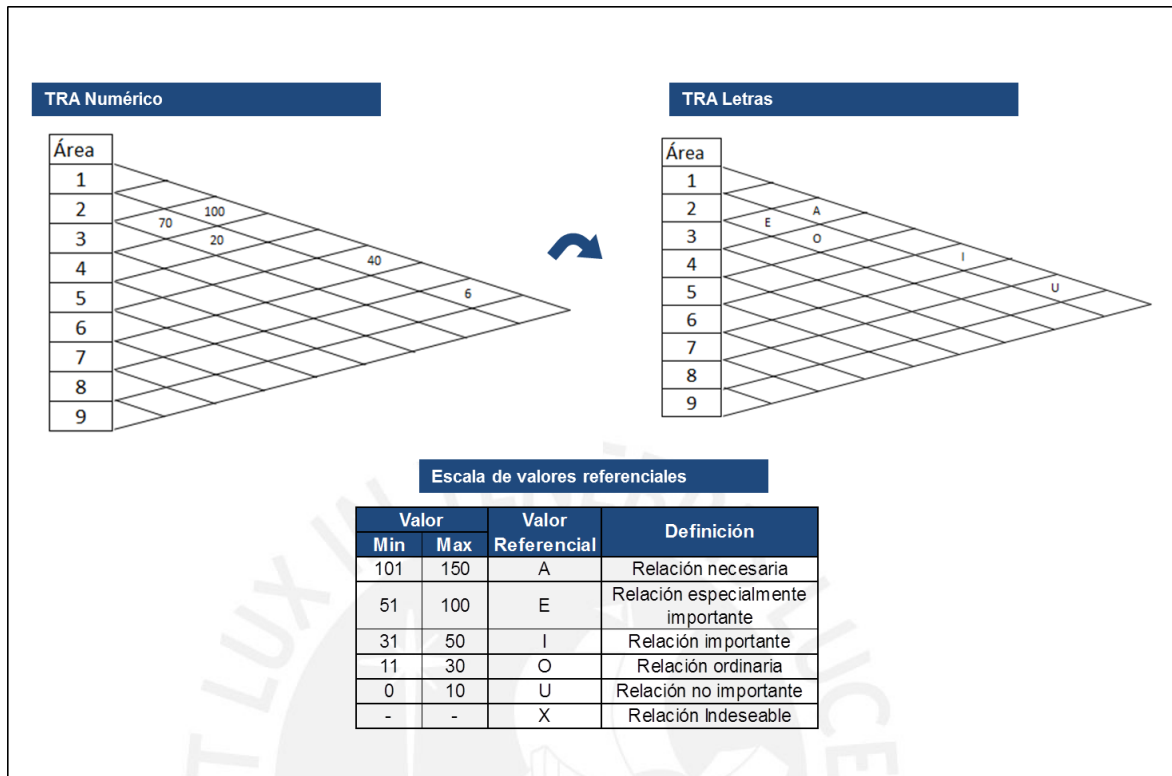 TRA Numérico
TRA Letras
Área
1
2
3
4
5
6
7
8
9
100
70
20
40
6
Área
1
2
3
4
5
6
7
8
9
A
E
O
I
U
Escala de valores referenciales
Valor Valor Referencial Definición
Min Max
101 150 A Relación necesaria
51 100 E Relación especialmente importante
31 50 I Relación importante
11 30 O Relación ordinaria
0 10 U Relación no importante
- - X Relación Indeseable
LUX IN
LUCE